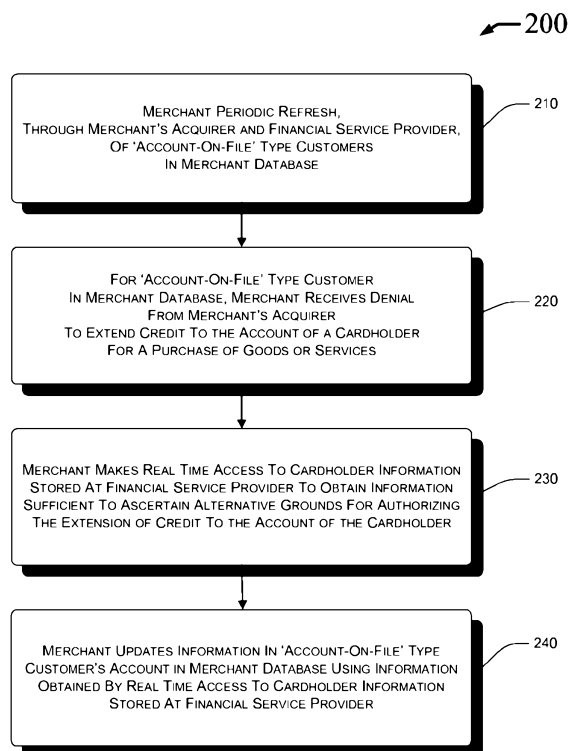 200
MERCHANT PERIODIC REFRESH,
THROUGH MERCHANT'S ACQUIRER AND FINANCIAL SERVICE PROVIDER,
OF 'ACCOUNT-ON-FILE' TYPE CUSTOMERS
IN MERCHANT DATABASE
210
FOR 'ACCOUNT-ON-FILE' TYPE CUSTOMER
IN MERCHANT DATABASE, MERCHANT RECEIVES DENIAL
FROM MERCHANT'S ACQUIRER
TO EXTEND CREDIT TO THE ACCOUNT OF A CARDHOLDER
FOR A PURCHASE OF GOODS OR SERVICES
220
MERCHANT MAKES REAL TIME ACCESS TO CARDHOLDER INFORMATION
STORED AT FINANCIAL SERVICE PROVIDER TO OBTAIN INFORMATION
SUFFICIENT TO ASCERTAIN ALTERNATIVE GROUNDS FOR AUTHORIZING
THE EXTENSION OF CREDIT TO THE ACCOUNT OF THE CARDHOLDER
230
MERCHANT UPDATES INFORMATION IN 'ACCOUNT-ON-FILE' TYPE
CUSTOMER'S ACCOUNT IN MERCHANT DATABASE USING INFORMATION
OBTAINED BY REAL TIME ACCESS TO CARDHOLDER INFORMATION
STORED AT FINANCIAL SERVICE PROVIDER
240